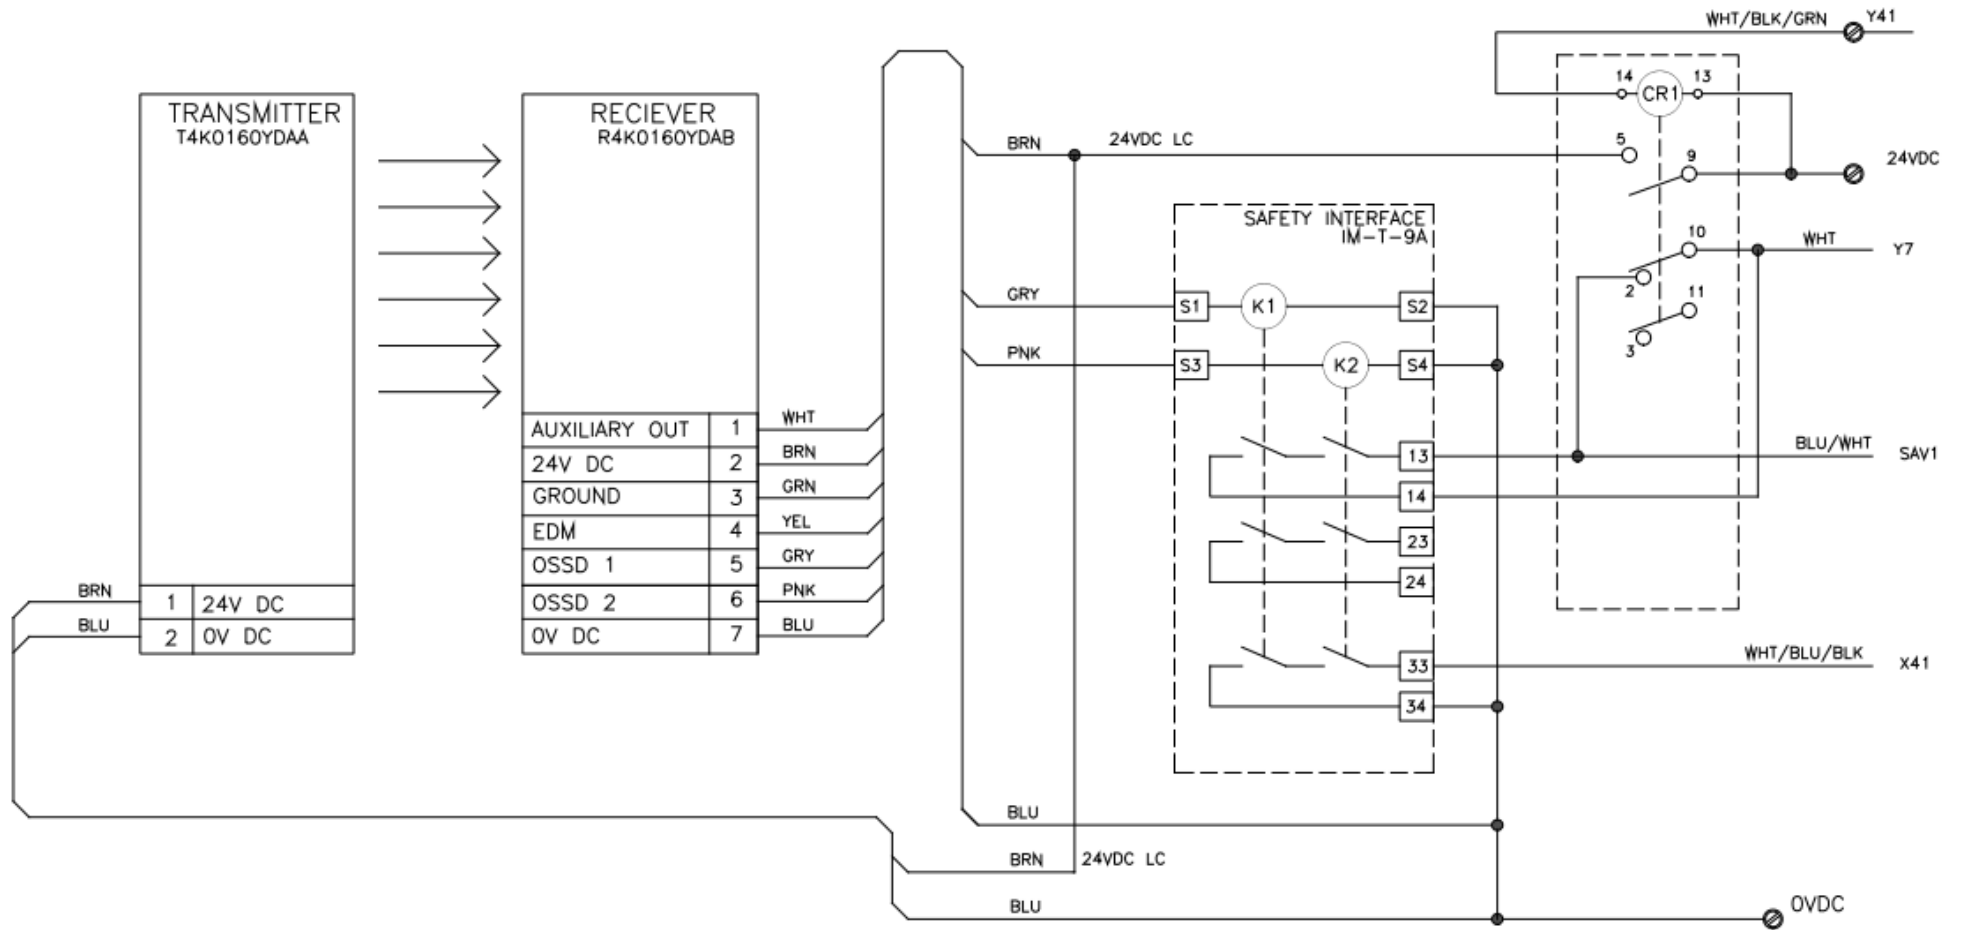 WHT/BLK/GRN Y41
TRANSMITTER
T4K0160YDAA
RECIEVER
R4K0160YDAB
14 CR1 13
BRN 24VDC LC 5
9 24VDC
SAFETY INTERFACE
IM-T-9A
10 WHT Y7
2
11
3
GRY S1 K1 S2
PNK S3 K2 S4
AUXILIARY OUT 1 WHT
24V DC 2 BRN
GROUND 3 GRN
EDM 4 YEL
OSSD 1 5 GRY
OSSD 2 6 PNK
0V DC 7 BLU
13 BLU/WHT SAV1
14
23
24
33 WHT/BLU/BLK X41
34
BRN 1 24V DC
BLU 2 0V DC
BLU
BRN 24VDC LC
BLU 0VDC